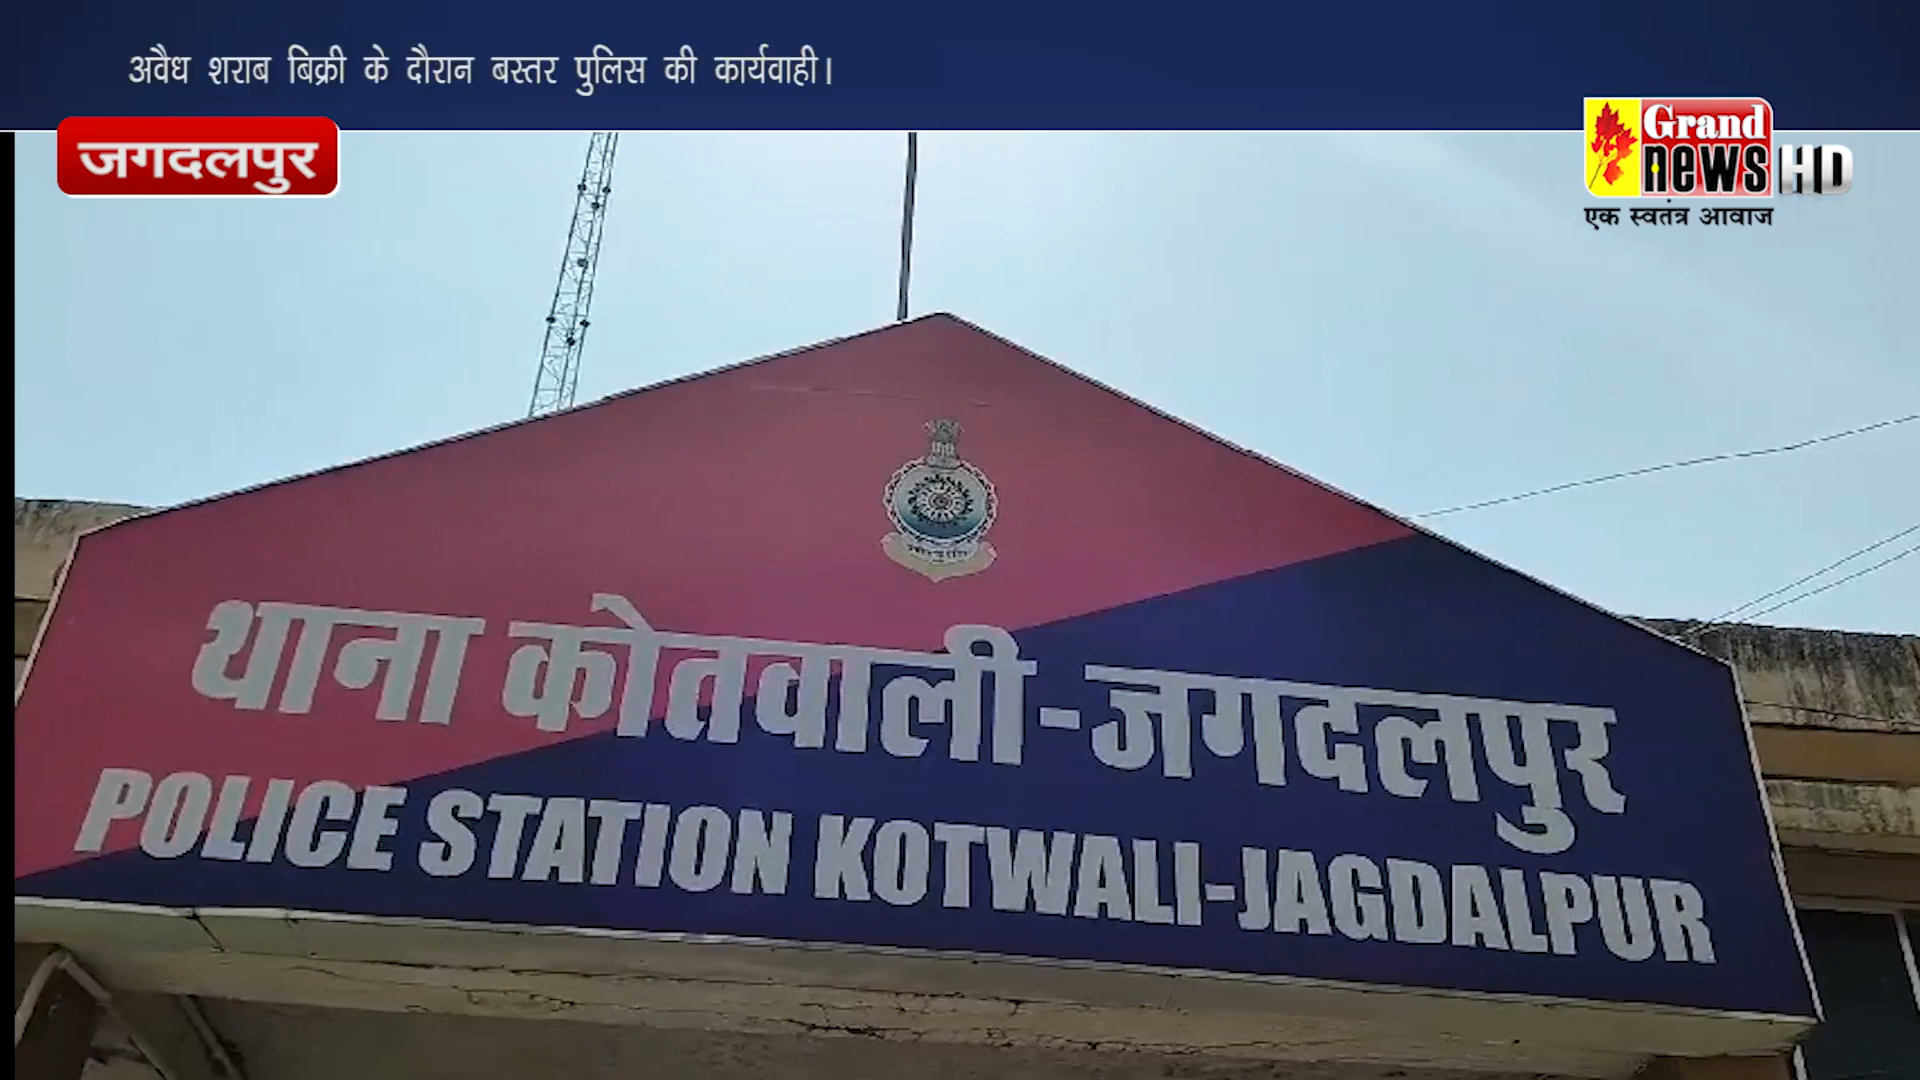 अवैध शराब बिक्री के दौरान बस्तर पुलिस की कार्यवाही।
जगदलपुर
Grand
news HD
एक स्वतंत्र आवाज
थाना कोतवाली-जगदलपुर
POLICE STATION KOTWALI-JAGDALPUR